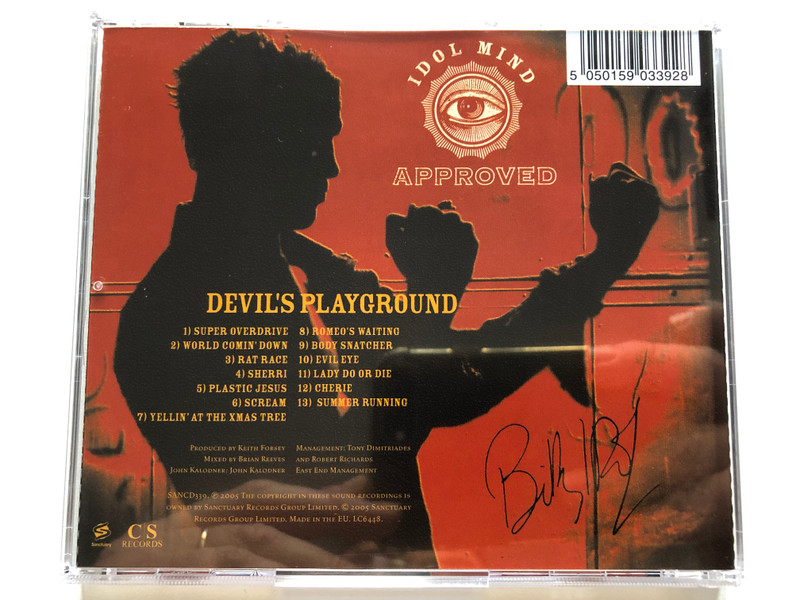 IDOL MIND
APPROVED
5 050159 033928
DEVIL'S PLAYGROUND
1) SUPER OVERDRIVE
2) WORLD COMIN' DOWN
3) RAT RACE
4) SHERRI
5) PLASTIC JESUS
6) SCREAM
7) YELLIN' AT THE XMAS TREE
8) ROMEO'S WAITING
9) BODY SNATCHER
10) EVIL EYE
11) LADY DO OR DIE
12) CHERIE
13) SUMMER RUNNING
PRODUCED BY KEITH FORSEY
MIXED BY BRIAN REEVES
JOHN KALODNER: JOHN KALODNER
MANAGEMENT: TONY DIMITRIADES
AND ROBERT RICHARDS
EAST END MANAGEMENT
SANCD339. ℗ 2005 THE COPYRIGHT IN THESE SOUND RECORDINGS IS
OWNED BY SANCTUARY RECORDS GROUP LIMITED. © 2005 SANCTUARY
RECORDS GROUP LIMITED. MADE IN THE EU. LC6448.
Sanctuary
CS
RECORDS
Billy Idol